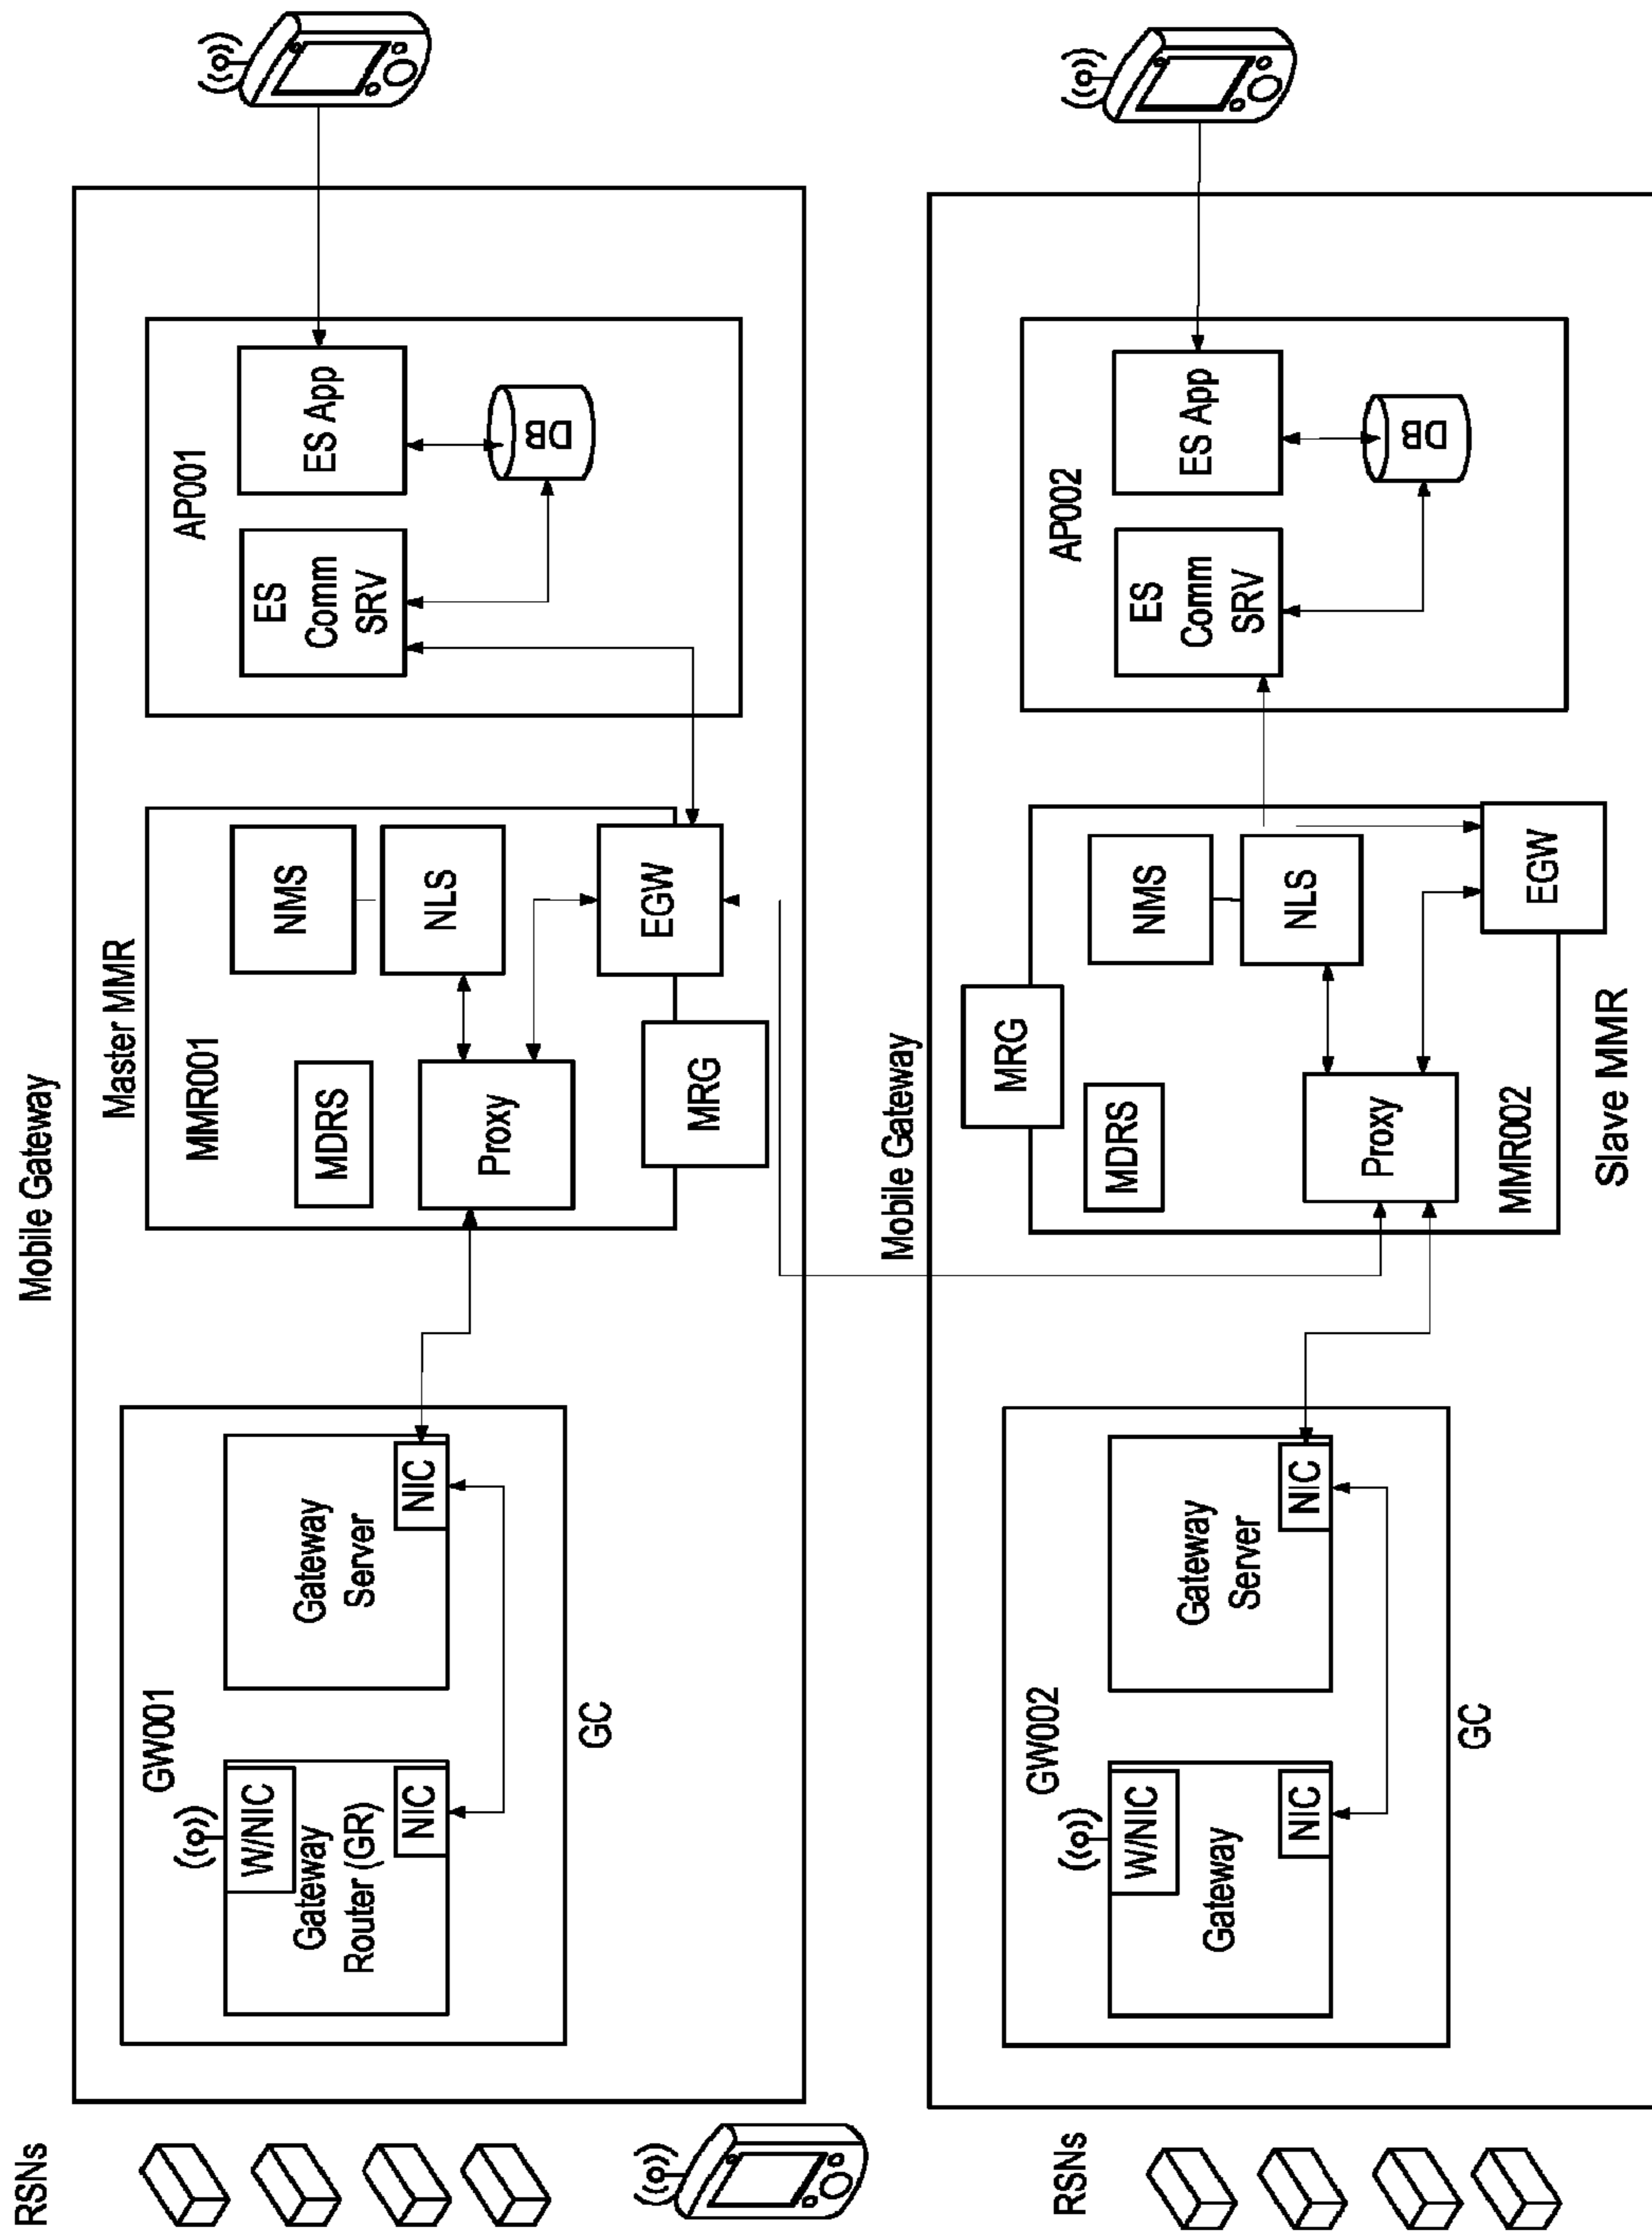 RSNs
Mobile Gateway
GW001
W/NIC
Gateway
Router (GR)
NIC
Gateway
Server
NIC
GC
Master MMR
MMR001
MDRS
Proxy
MRG
NMS
NLS
EGW
AP001
ES
Comm
SRV
ES App
DB
RSNs
Mobile Gateway
GW002
W/NIC
Gateway
NIC
Gateway
Server
NIC
GC
MRG
MDRS
Proxy
MMR002
Slave MMR
NMS
NLS
EGW
AP002
ES
Comm
SRV
ES App
DB